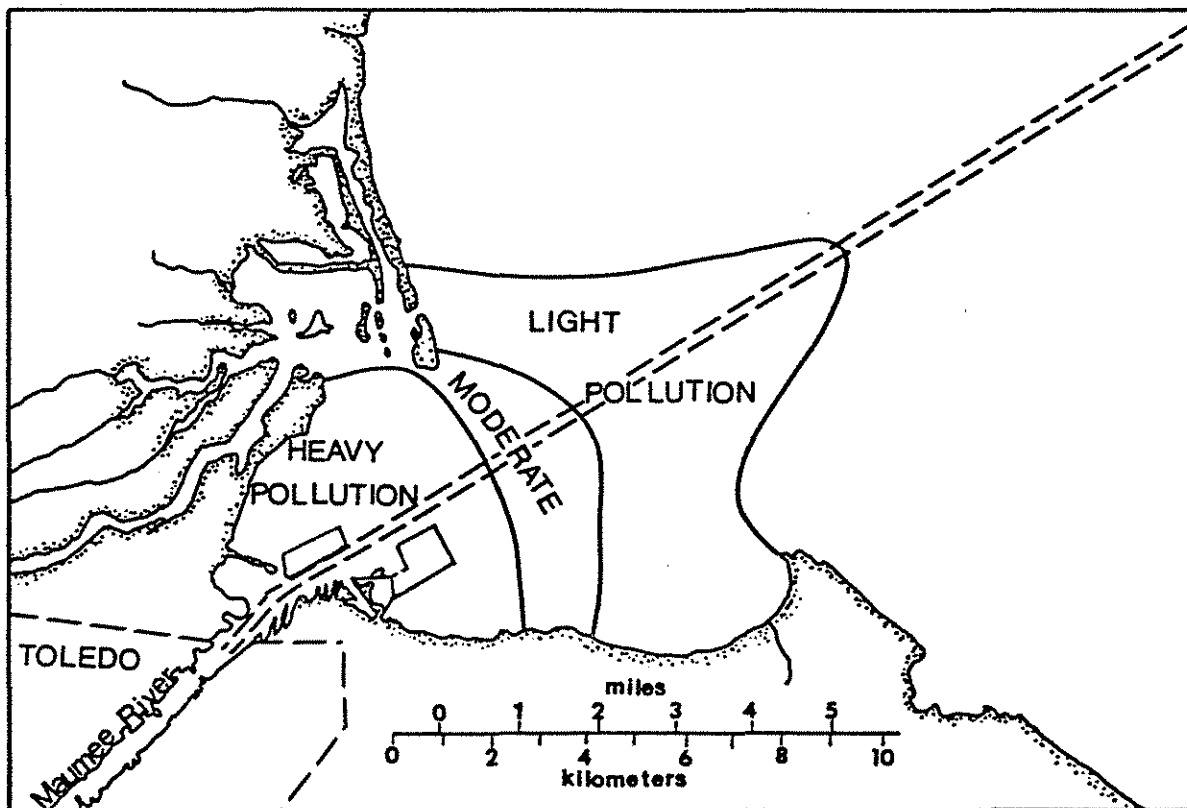 LIGHT
POLLUTION
MODERATE
HEAVY
POLLUTION
TOLEDO
Maumee River
miles
0 1 2 3 4 5
0 2 4 6 8 10
kilometers